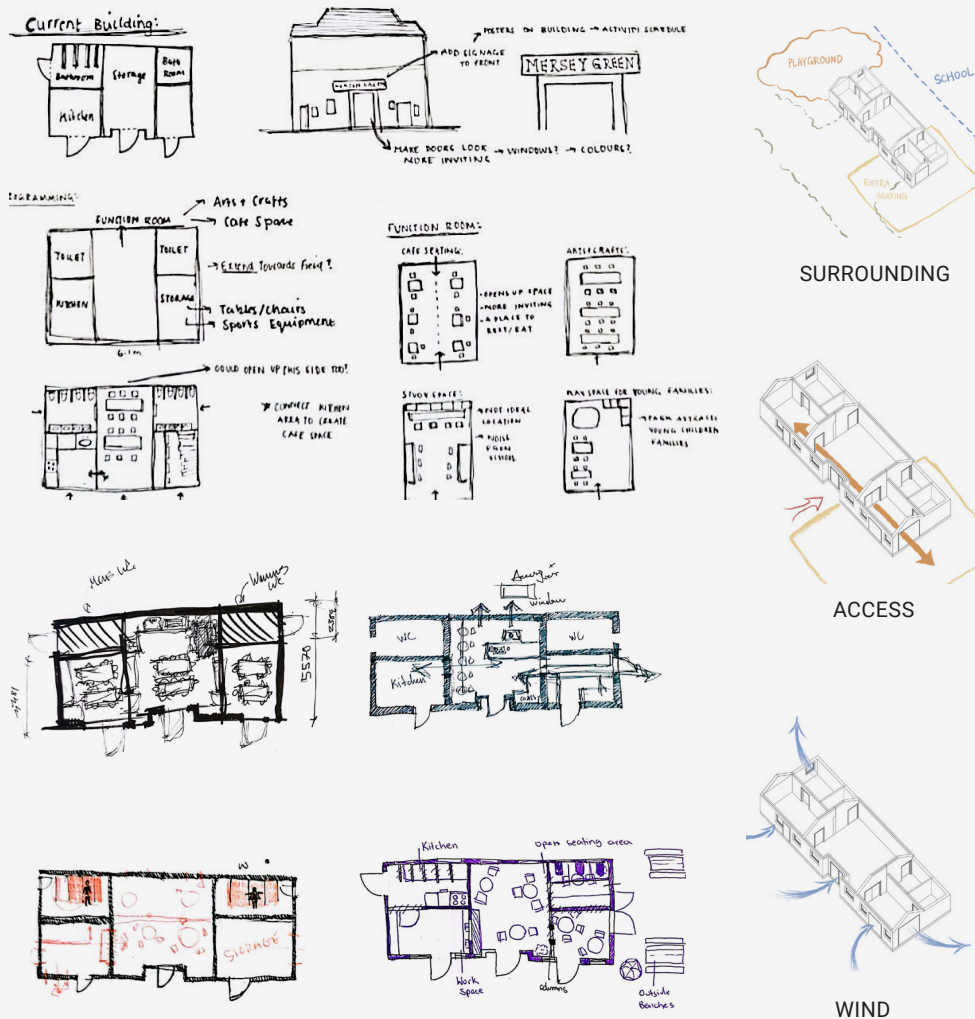 Current Building:
Bathroom
Storage
Bath
Room
Kitchen
POSTERS ON BUILDING → ACTIVITY SCHEDULE
ADD SIGNAGE
TO FRONT
MERSEY GREEN
MAKE DOORS LOOK → WINDOWS? → COLOURS?
MORE INVITING
PLAYGROUND
SCHOOL
EXTRA
SEATING
SURROUNDING
ROGRAMMING:
FUNCTION ROOM
Arts + Crafts
Cafe Space
TOILET
TOILET
KITCHEN
STORAGE
→ Extend Towards Field?
Tables/Chairs
Sports Equipment
6.1m
FUNCTION ROOM:
CAFE SEATING:
OPENS UP SPACE
MORE INVITING
A PLACE TO
REST/EAT
ARTS+CRAFTS:
COULD OPEN UP THIS SIDE TOO?
CONNECT KITCHEN
AREA TO CREATE
CAFE SPACE
STUDY SPACE:
NOT IDEAL
LOCATION
NOISE
FROM
SCHOOL
PLAY SPACE FOR YOUNG FAMILIES:
YOUNG CHILDREN
FAMILIES
ACCESS
Mens WC
Womens
WC
5570
window
WC
WC
Kitchen
STORAGE
Kitchen
open seating area
Work
Space
columns
Outside
Benches
WIND